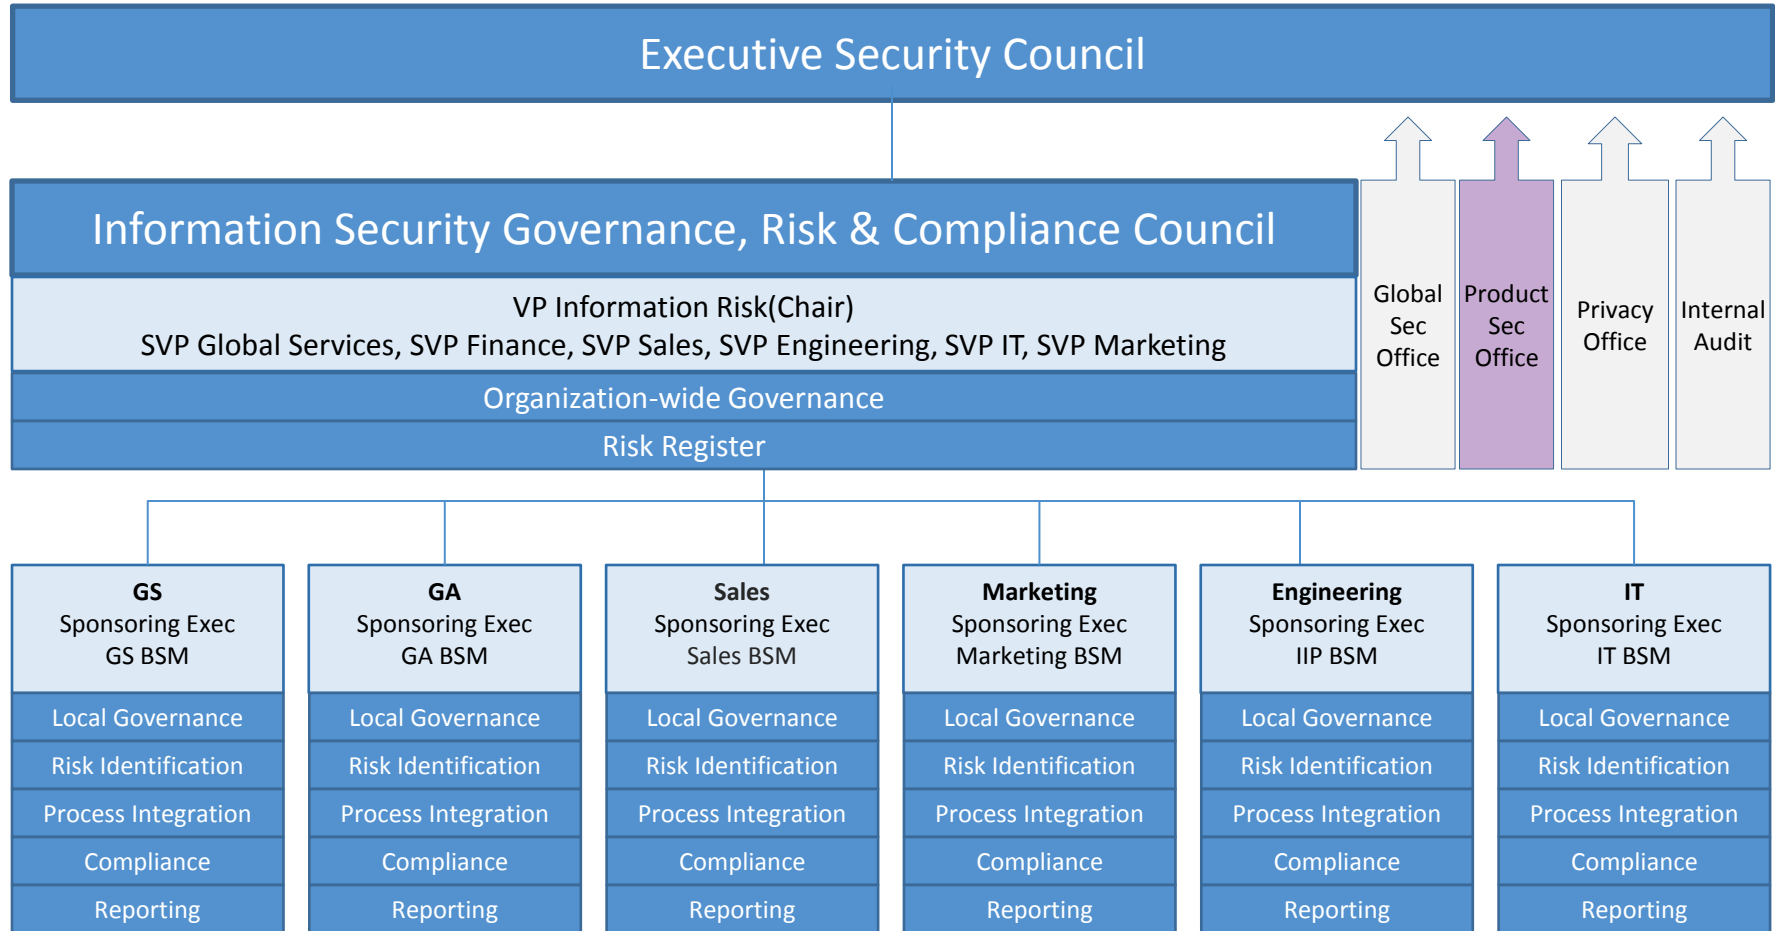 Executive Security Council
Information Security Governance, Risk & Compliance Council
VP Information Risk(Chair)
SVP Global Services, SVP Finance, SVP Sales, SVP Engineering, SVP IT, SVP Marketing
Organization-wide Governance
Risk Register
Global
Sec
Office
Product
Sec
Office
Privacy
Office
Internal
Audit
GS
Sponsoring Exec
GS BSM
Local Governance
Risk Identification
Process Integration
Compliance
Reporting
GA
Sponsoring Exec
GA BSM
Local Governance
Risk Identification
Process Integration
Compliance
Reporting
Sales
Sponsoring Exec
Sales BSM
Local Governance
Risk Identification
Process Integration
Compliance
Reporting
Marketing
Sponsoring Exec
Marketing BSM
Local Governance
Risk Identification
Process Integration
Compliance
Reporting
Engineering
Sponsoring Exec
IIP BSM
Local Governance
Risk Identification
Process Integration
Compliance
Reporting
IT
Sponsoring Exec
IT BSM
Local Governance
Risk Identification
Process Integration
Compliance
Reporting